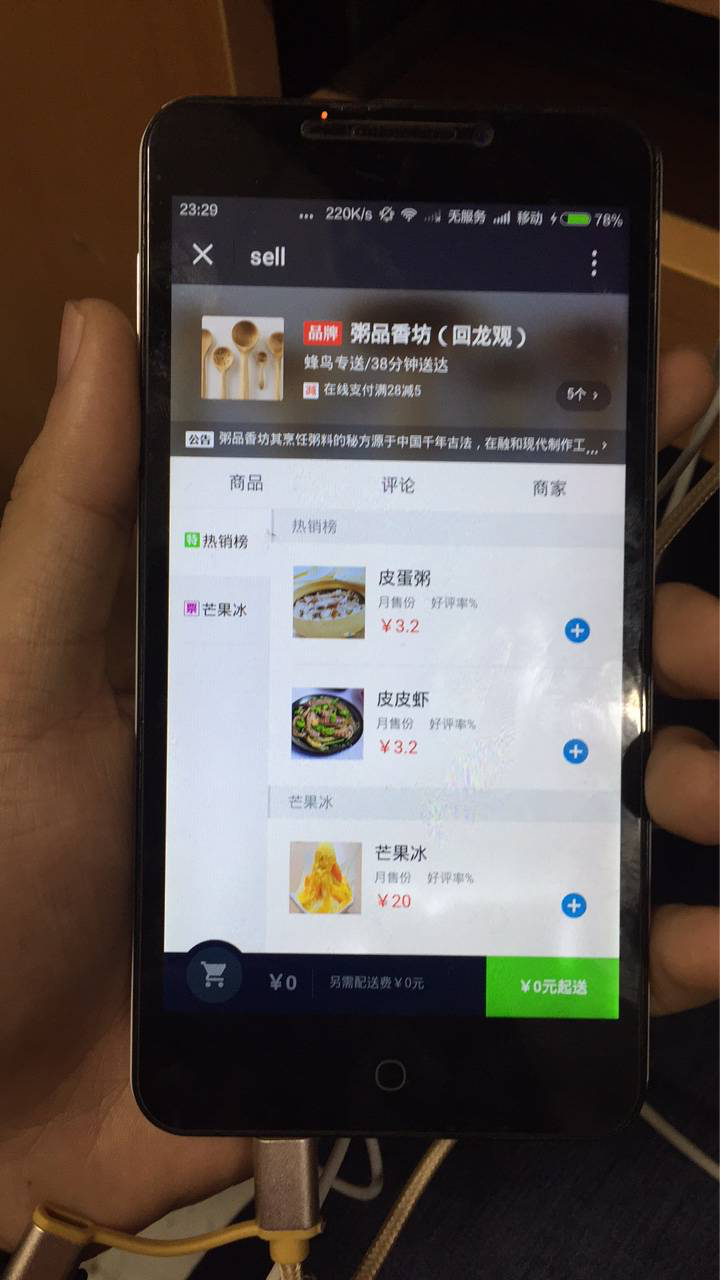 23:29 ... 220K/s 无服务 移动 78%
sell
品牌 粥品香坊（回龙观）
蜂鸟专送/38分钟送达
减 在线支付满28减5
5个 ›
公告 粥品香坊其烹饪粥料的秘方源于中国千年古法，在融和现代制作工... ›
商品 评论 商家
热销榜
特 热销榜
皮蛋粥
月售份 好评率%
￥3.2
票 芒果冰
皮皮虾
月售份 好评率%
￥3.2
芒果冰
芒果冰
月售份 好评率%
￥20
￥0 另需配送费￥0元 ￥0元起送